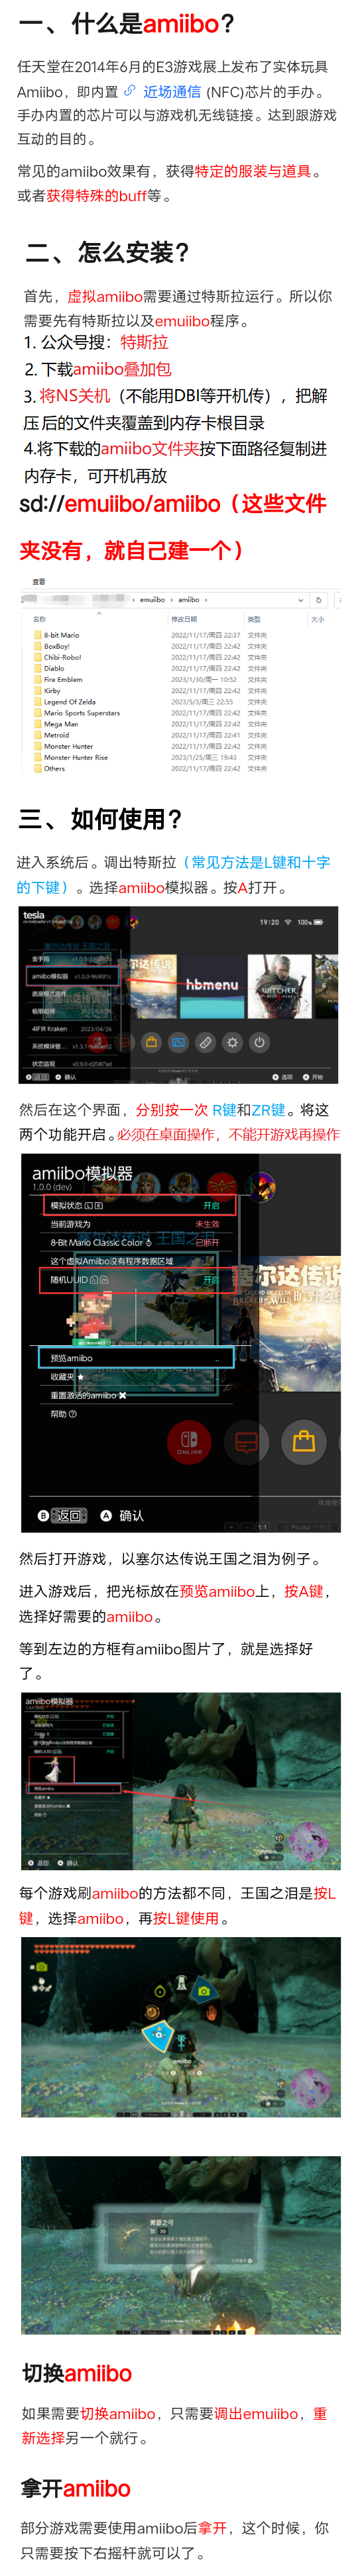 一、什么是amiibo？
任天堂在2014年6月的E3游戏展上发布了实体玩具
Amiibo，即内置 近场通信 (NFC)芯片的手办。
手办内置的芯片可以与游戏机无线链接。达到跟游戏
互动的目的。
常见的amiibo效果有，获得特定的服装与道具。
或者获得特殊的buff等。
二、怎么安装？
首先，虚拟amiibo需要通过特斯拉运行。所以你
需要先有特斯拉以及emuiibo程序。
1. 公众号搜：特斯拉
2. 下载amiibo叠加包
3. 将NS关机（不能用DBI等开机传），把解
压后的文件夹覆盖到内存卡根目录
4.将下载的amiibo文件夹按下面路径复制进
内存卡，可开机再放
sd://emuiibo/amiibo（这些文件
夹没有，就自己建一个）
查看
› emuiibo › amiibo ›
名称 修改日期 类型 大小
8-bit Mario 2022/11/17/周四 22:37 文件夹
BoxBoy! 2022/11/17/周四 22:42 文件夹
Chibi-Robo! 2022/11/17/周四 22:42 文件夹
Diablo 2022/11/17/周四 22:42 文件夹
Fire Emblem 2023/1/30/周一 10:52 文件夹
Kirby 2022/11/17/周四 22:42 文件夹
Legend Of Zelda 2023/5/3/周三 22:55 文件夹
Mario Sports Superstars 2022/11/17/周四 22:42 文件夹
Mega Man 2022/11/17/周四 22:42 文件夹
Metroid 2022/11/17/周四 22:41 文件夹
Monster Hunter 2022/11/17/周四 22:42 文件夹
Monster Hunter Rise 2023/1/25/周三 19:43 文件夹
Others 2022/11/17/周四 22:42 文件夹
三、如何使用？
进入系统后。调出特斯拉（常见方法是L键和十字
的下键）。选择amiibo模拟器。按A打开。
tesla
19:20 100%
塞尔达传说 王国之泪
金手指
amiibo模拟器
hbmenu
THE WITCHER
底座模式插件
极限超频
4IFIR Kraken 2023/04/26
系统模块管...
状态监视
B 返回 A 确认
选项 A 开始
然后在这个界面，分别按一次 R键和ZR键。将这
两个功能开启。必须在桌面操作，不能开游戏再操作
amiibo模拟器
1.0.0 (dev)
模拟状态 开启
当前游戏为 未生效
8-Bit Mario Classic Color 已断开
这个虚拟Amiibo没有程序数据区域
随机UUID 开启
塞尔达传说
BREATH WILD
预览amiibo ..
收藏夹 ★
重置激活的amiibo ✖
帮助
ONLINE
B 返回 A 确认
然后打开游戏，以塞尔达传说王国之泪为例子。
进入游戏后，把光标放在预览amiibo上，按A键，
选择好需要的amiibo。
等到左边的方框有amiibo图片了，就是选择好
了。
amiibo模拟器
预览amiibo
A 返回 A 确认
每个游戏刷amiibo的方法都不同，王国之泪是按L
键，选择amiibo，再按L键使用。
amiibo
黄昏之弓
30
切换amiibo
如果需要切换amiibo，只需要调出emuiibo，重
新选择另一个就行。
拿开amiibo
部分游戏需要使用amiibo后拿开，这个时候，你
只需要按下右摇杆就可以了。